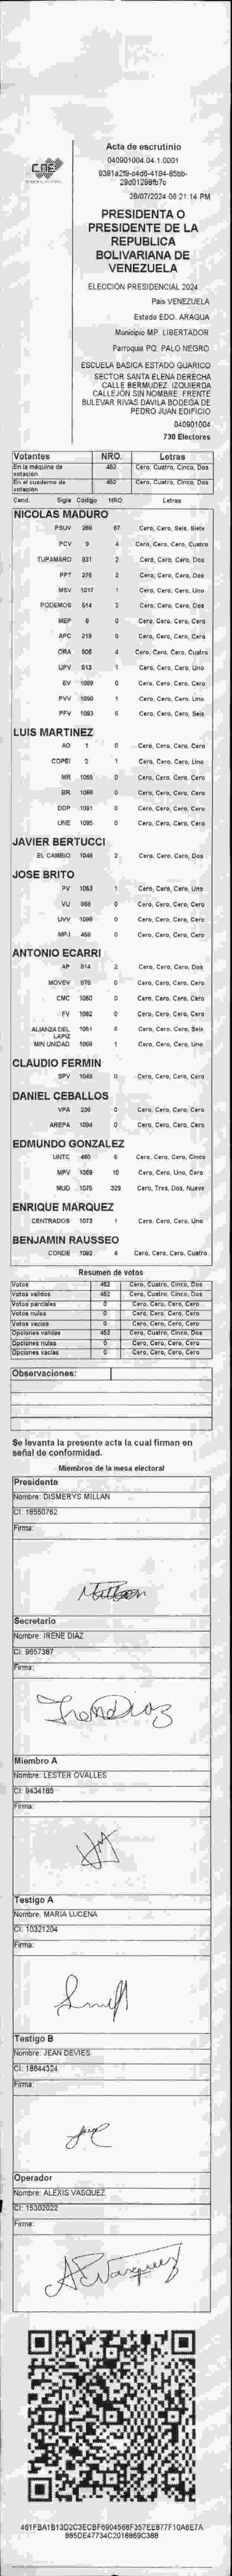 CNE
Acta de escrutinio
040901004.04.1.0001
28/07/2024 08:21:14 PM
PRESIDENTA O
PRESIDENTE DE LA
REPUBLICA
BOLIVARIANA DE
VENEZUELA
ELECCIÓN PRESIDENCIAL 2024
País VENEZUELA
Estado EDO. ARAGUA
Municipio MP. LIBERTADOR
Parroquia PQ. PALO NEGRO
ESCUELA BASICA ESTADO GUARICO
SECTOR SANTA ELENA DERECHA
CALLE BERMUDEZ. IZQUIERDA
CALLEJÓN SIN NOMBRE. FRENTE
BULEVAR RIVAS DAVILA BODEGA DE
PEDRO JUAN EDIFICIO
040901004
730 Electores
Votantes NRO. Letras
En la máquina de votación 452 Cero, Cuatro, Cinco, Dos
En el cuaderno de votación 452 Cero, Cuatro, Cinco, Dos
Cand. Sigla Código NRO Letras
NICOLAS MADURO
PSUV 269 67 Cero, Cero, Seis, Siete
PCV 9 4 Cero, Cero, Cero, Cuatro
TUPAMARO 931 2 Cero, Cero, Cero, Dos
PPT 276 2 Cero, Cero, Cero, Dos
MSV 1017 1 Cero, Cero, Cero, Uno
PODEMOS 514 2 Cero, Cero, Cero, Dos
MEP 6 0 Cero, Cero, Cero, Cero
APC 219 0 Cero, Cero, Cero, Cero
ORA 806 4 Cero, Cero, Cero, Cuatro
UPV 613 1 Cero, Cero, Cero, Uno
EV 1089 0 Cero, Cero, Cero, Cero
PVV 1090 1 Cero, Cero, Cero, Uno
PFV 1093 6 Cero, Cero, Cero, Seis
LUIS MARTINEZ
AD 1 0 Cero, Cero, Cero, Cero
COPEI 2 1 Cero, Cero, Cero, Uno
MR 1065 0 Cero, Cero, Cero, Cero
BR 1066 0 Cero, Cero, Cero, Cero
DDP 1091 0 Cero, Cero, Cero, Cero
UNE 1095 0 Cero, Cero, Cero, Cero
JAVIER BERTUCCI
EL CAMBIO 1048 2 Cero, Cero, Cero, Dos
JOSE BRITO
PV 1053 1 Cero, Cero, Cero, Uno
VU 868 0 Cero, Cero, Cero, Cero
UVV 1096 0 Cero, Cero, Cero, Cero
MPJ 459 0 Cero, Cero, Cero, Cero
ANTONIO ECARRI
AP 814 2 Cero, Cero, Cero, Dos
MOVEV 978 0 Cero, Cero, Cero, Cero
CMC 1060 0 Cero, Cero, Cero, Cero
FV 1062 0 Cero, Cero, Cero, Cero
ALIANZA DEL LAPIZ 1051 6 Cero, Cero, Cero, Seis
MIN UNIDAD 1068 1 Cero, Cero, Cero, Uno
CLAUDIO FERMIN
SPV 1049 0 Cero, Cero, Cero, Cero
DANIEL CEBALLOS
VPA 236 0 Cero, Cero, Cero, Cero
AREPA 1094 0 Cero, Cero, Cero, Cero
EDMUNDO GONZALEZ
UNTC 460 5 Cero, Cero, Cero, Cinco
MPV 1069 10 Cero, Cero, Uno, Cero
MUD 1075 329 Cero, Tres, Dos, Nueve
ENRIQUE MARQUEZ
CENTRADOS 1073 1 Cero, Cero, Cero, Uno
BENJAMIN RAUSSEO
CONDE 1092 4 Cero, Cero, Cero, Cuatro
Resumen de votos
Votos 452 Cero, Cuatro, Cinco, Dos
Votos validos 452 Cero, Cuatro, Cinco, Dos
Votos parciales 0 Cero, Cero, Cero, Cero
Votos nulos 0 Cero, Cero, Cero, Cero
Votos vacíos 0 Cero, Cero, Cero, Cero
Opciones validas 452 Cero, Cuatro, Cinco, Dos
Opciones nulas 0 Cero, Cero, Cero, Cero
Opciones vacias 0 Cero, Cero, Cero, Cero
Observaciones:
Se levanta la presente acta la cual firman en
señal de conformidad.
Miembros de la mesa electoral
Presidente
Nombre: DISMERYS MILLAN
CI: 16550762
Firma:
Millan
Secretario
Nombre: IRENE DIAZ
CI: 9657387
Firma:
Irene Diaz
Miembro A
Nombre: LESTER OVALLES
CI: 9434185
Firma:
Testigo A
Nombre: MARIA LUCENA
CI: 10321204
Firma:
Testigo B
Nombre: JEAN DEVIES
CI: 18644324
Firma:
Operador
Nombre: ALEXIS VASQUEZ
CI: 15302022
Firma:
AVasquez